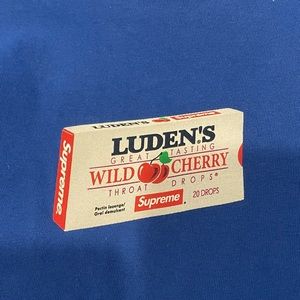 Supreme
LUDEN'S
GREAT TASTING
WILD CHERRY
THROAT DROPS®
Pectin lozenge/
Oral demulcent
Supreme
20 DROPS